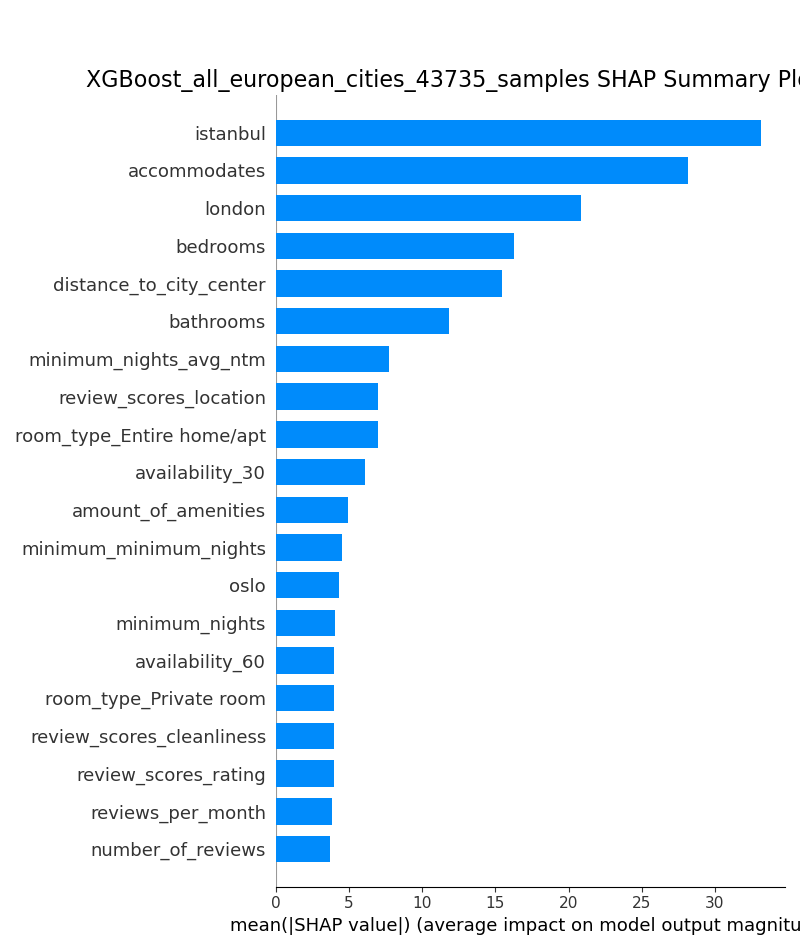 XGBoost_all_european_cities_43735_samples SHAP Summary
istanbul
accommodates
london
bedrooms
distance_to_city_center
bathrooms
minimum_nights_avg_ntm
review_scores_location
room_type_Entire home/apt
availability_30
amount_of_amenities
minimum_minimum_nights
oslo
minimum_nights
availability_60
room_type_Private room
review_scores_cleanliness
review_scores_rating
reviews_per_month
number_of_reviews
0 5 10 15 20 25 30
mean(|SHAP value|) (average impact on model output